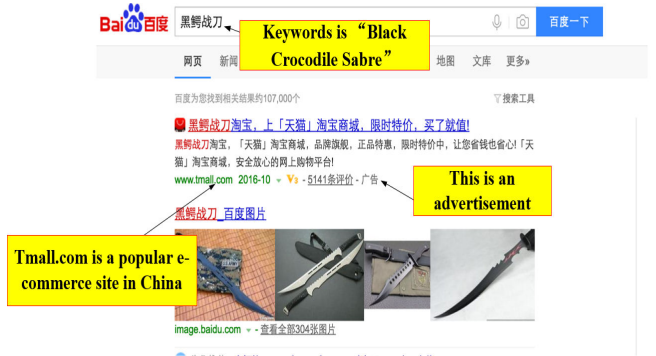 Bai du 百度 黑鳄战刀 百度一下
Keywords is “Black
Crocodile Sabre”
网页 新闻 地图 文库 更多»
百度为您找到相关结果约107,000个 搜索工具
黑鳄战刀淘宝，上「天猫」淘宝商城，限时特价，买了就值!
黑鳄战刀淘宝，「天猫」淘宝商城，品牌旗舰，正品特惠，限时特价中，让您省钱也省心!「天
猫」淘宝商城，安全放心的网上购物平台!
www.tmall.com 2016-10 V3 - 5141条评价 - 广告
This is an
advertisement
黑鳄战刀_百度图片
Tmall.com is a popular e-
commerce site in China
image.baidu.com - 查看全部304张图片